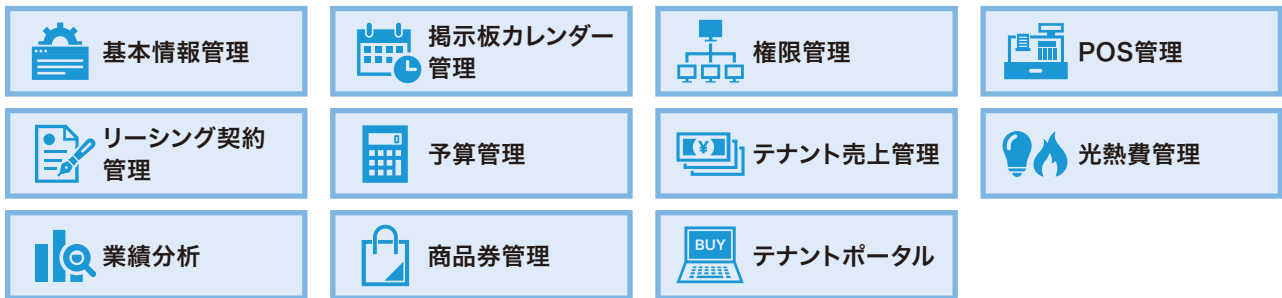 基本情報管理
掲示板カレンダー
管理
権限管理
POS管理
リーシング契約
管理
予算管理
¥
テナント売上管理
光熱費管理
業績分析
商品券管理
BUY
テナントポータル